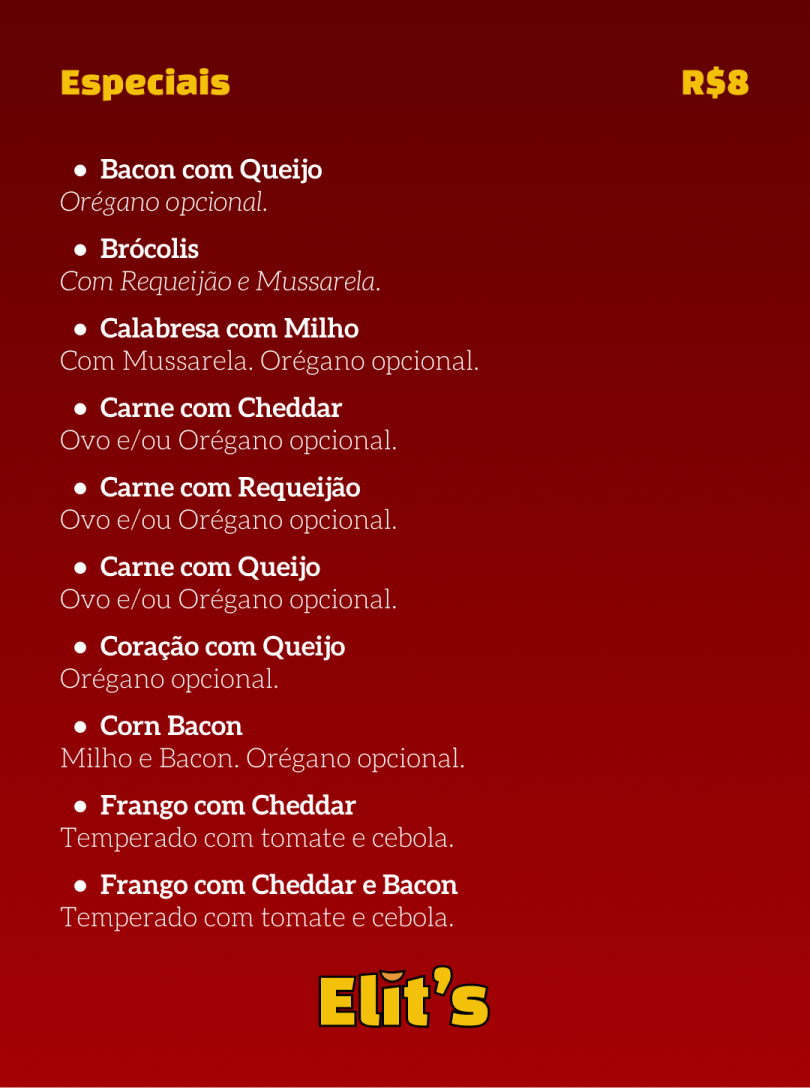 Especiais R$8
● Bacon com Queijo
Orégano opcional.
● Brócolis
Com Requeijão e Mussarela.
● Calabresa com Milho
Com Mussarela. Orégano opcional.
● Carne com Cheddar
Ovo e/ou Orégano opcional.
● Carne com Requeijão
Ovo e/ou Orégano opcional.
● Carne com Queijo
Ovo e/ou Orégano opcional.
● Coração com Queijo
Orégano opcional.
● Corn Bacon
Milho e Bacon. Orégano opcional.
● Frango com Cheddar
Temperado com tomate e cebola.
● Frango com Cheddar e Bacon
Temperado com tomate e cebola.
Elit's